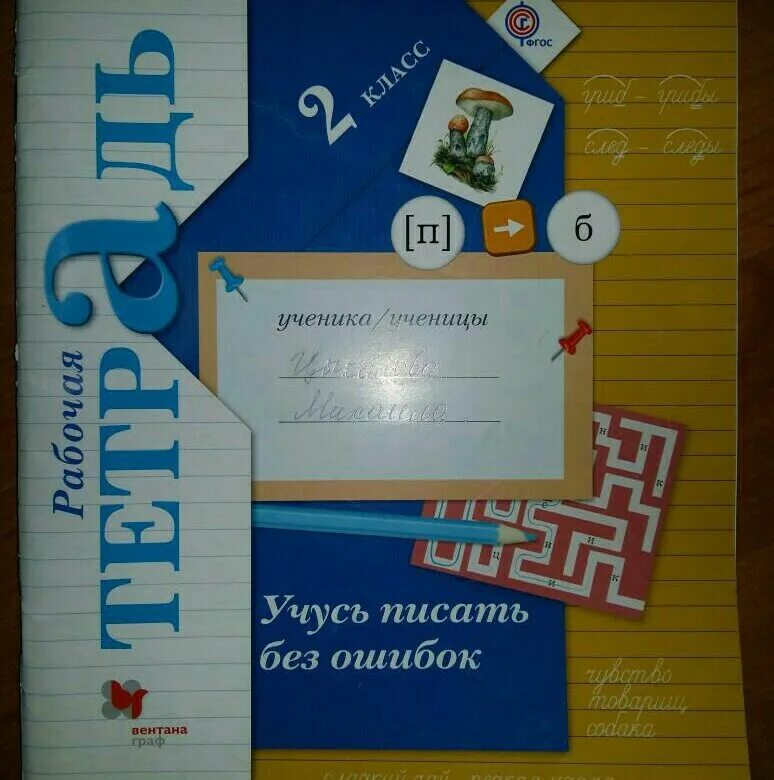 Рабочая
ТЕТРАДЬ
2 КЛАСС
ФГОС
гриб - грибы
след - следы
[п] → б
ученика/ученицы
Михаила
Учусь писать
без ошибок
чувство
товарищ
собака
вентана
граф